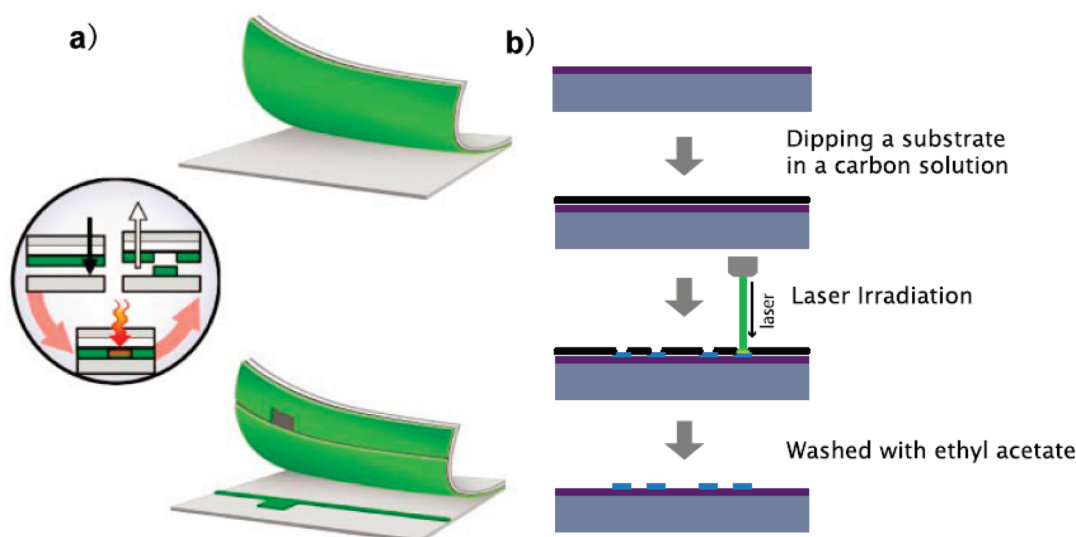 a)
b)
Dipping a substrate
in a carbon solution
Laser Irradiation
laser
Washed with ethyl acetate